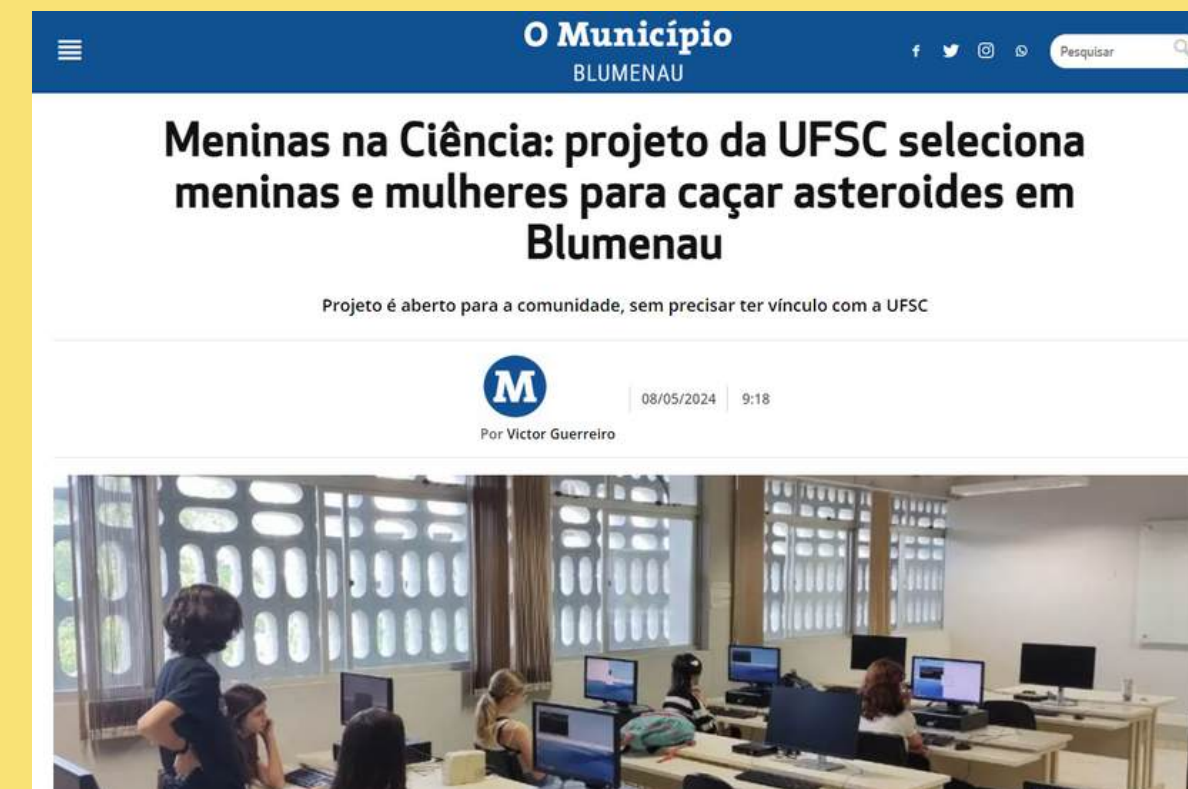 O Município
BLUMENAU
Pesquisar
Meninas na Ciência: projeto da UFSC seleciona
meninas e mulheres para caçar asteroides em
Blumenau
Projeto é aberto para a comunidade, sem precisar ter vínculo com a UFSC
M
08/05/2024 9:18
Por Victor Guerreiro